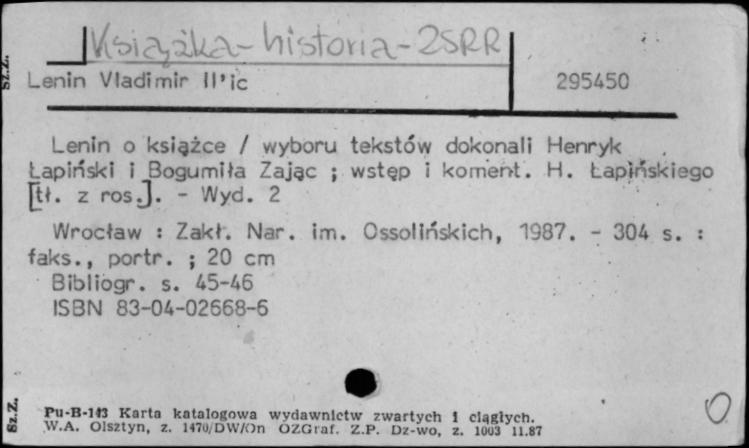 Książka - historia - ZSRR
Sz.Z.
Lenin Vladimir Il'ic 295450
Lenin o książce / wyboru tekstów dokonali Henryk
Łapiński i Bogumiła Zając ; wstęp i koment. H. Łapińskiego
[tł. z ros.]. - Wyd. 2
Wrocław : Zakł. Nar. im. Ossolińskich, 1987. - 304 s. :
faks., portr. ; 20 cm
Bibliogr. s. 45-46
ISBN 83-04-02668-6
Sz.Z.
Pu-B-143 Karta katalogowa wydawnictw zwartych i ciągłych.
W.A. Olsztyn, z. 1470/DW/On OZGraf. Z.P. Dz-wo, z. 1003 11.87